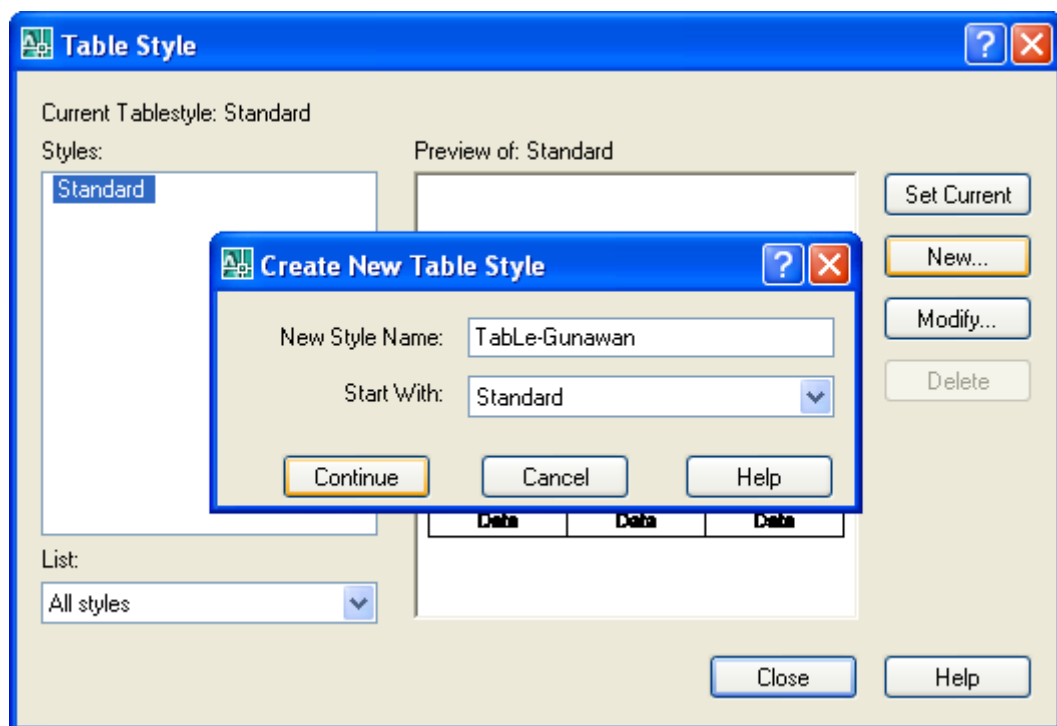 Table Style
Current Tablestyle: Standard
Styles:
Preview of: Standard
Standard
Set Current
New...
Modify...
Delete
Create New Table Style
New Style Name:
TabLe-Gunawan
Start With:
Standard
Continue
Cancel
Help
Data Data Data
List:
All styles
Close
Help